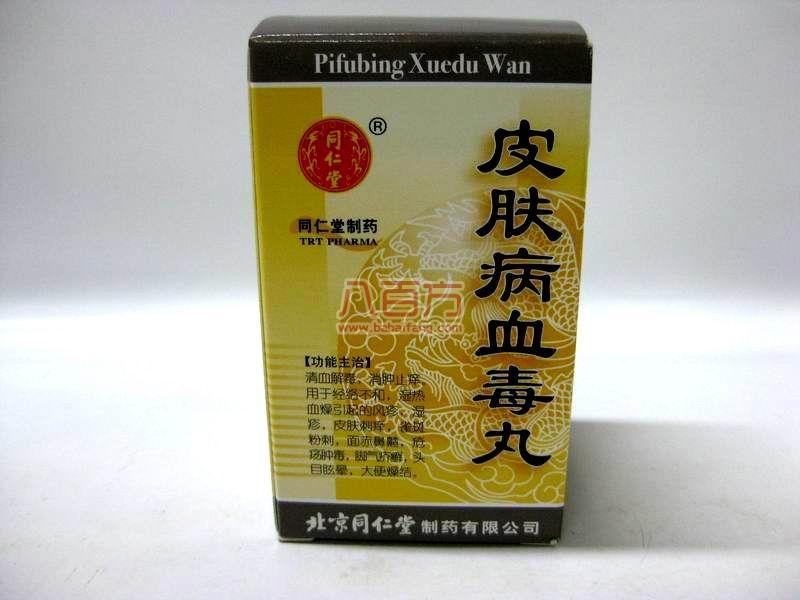 Pifubing Xuedu Wan
同仁堂
®
同仁堂制药
TRT PHARMA
皮肤病血毒丸
八百方
www.babaifang.com
【功能主治】
清血解毒，消肿止痒。
用于经络不和，湿热
血燥引起的风疹，湿
疹，皮肤刺痒，雀斑
粉刺，面赤鼻齄，疮
疡肿毒，脚气疥癣，头
目眩晕，大便燥结。
北京同仁堂制药有限公司